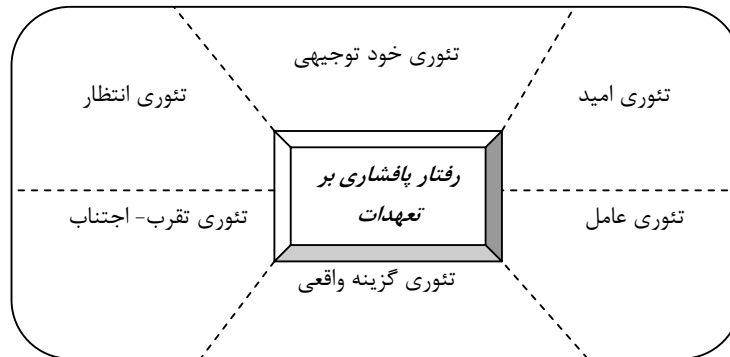 تئوری خود توجیهی
تئوری امید
تئوری انتظار
رفتار پافشاری بر
تعهدات
تئوری عامل
تئوری تقرب- اجتناب
تئوری گزینه واقعی